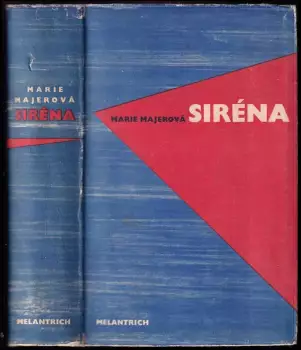 MARIE
MAJEROVÁ
SIRÉNA
MELANTRICH
MARIE MAJEROVÁ SIRÉNA
MELANTRICH